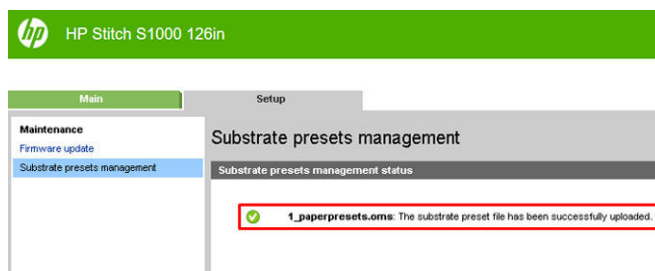 hp
HP Stitch S1000 126in
Main
Setup
Maintenance
Firmware update
Substrate presets management
Substrate presets management
Substrate presets management status
1_paperpresets.oms: The substrate preset file has been successfully uploaded.